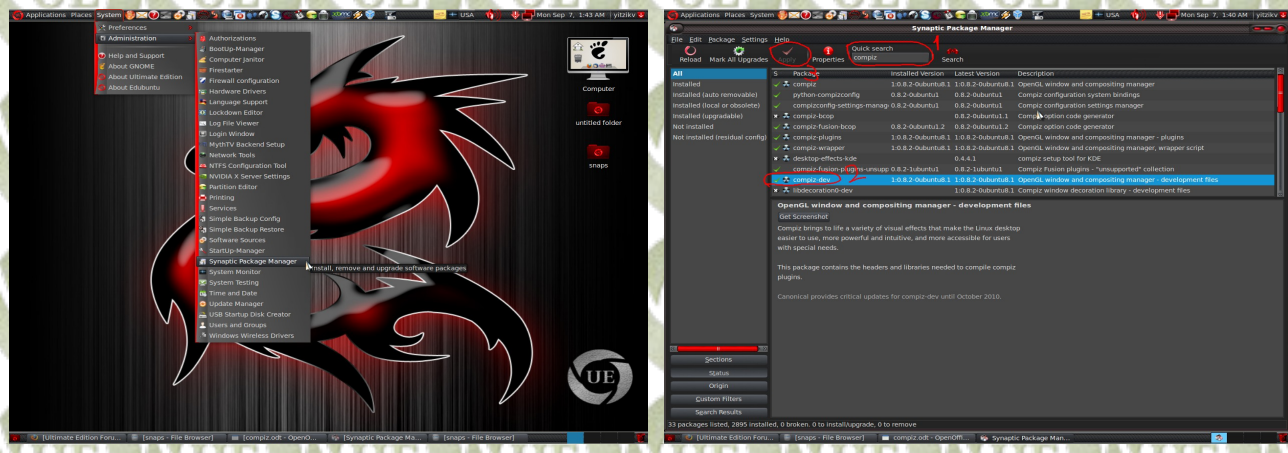 Applications Places System
USA
Mon Sep 7, 1:43 AM
yitzikv
Preferences
Administration
Help and Support
About GNOME
About Ultimate Edition
About Edubuntu
Authorizations
BootUp-Manager
Computer Janitor
Firestarter
Firewall configuration
Hardware Drivers
Language Support
Lockdown Editor
Log File Viewer
Login Window
MythTV Backend Setup
Network Tools
NTFS Configuration Tool
NVIDIA X Server Settings
Partition Editor
Printing
Services
Simple Backup Config
Simple Backup Restore
Software Sources
StartUp-Manager
Synaptic Package Manager
Install, remove and upgrade software packages
System Monitor
System Testing
Time and Date
Update Manager
USB Startup Disk Creator
Users and Groups
Windows Wireless Drivers
Computer
untitled folder
snaps
UE
[Ultimate Edition Foru... [snaps - File Browser] [compiz.odt - OpenO... [Synaptic Package Ma... [snaps - File Browser]
Applications Places System
USA
Mon Sep 7, 1:40 AM
yitzikv
Synaptic Package Manager
File Edit Package Settings Help
1
Quick search
compiz
Reload Mark All Upgrades Apply Properties Search
3
All
Installed
Installed (auto removable)
Installed (local or obsolete)
Installed (upgradable)
Not installed
Not installed (residual config)
S Package Installed Version Latest Version Description
compiz 1:0.8.2-0ubuntu8.1 1:0.8.2-0ubuntu8.1 OpenGL window and compositing manager
python-compizconfig 0.8.2-0ubuntu1 0.8.2-0ubuntu1 Compiz configuration system bindings
compizconfig-settings-manag 0.8.2-0ubuntu1 0.8.2-0ubuntu1 Compiz configuration settings manager
compiz-bcop 0.8.2-0ubuntu1.1 Compiz option code generator
compiz-fusion-bcop 0.8.2-0ubuntu1.2 0.8.2-0ubuntu1.2 Compiz option code generator
compiz-plugins 1:0.8.2-0ubuntu8.1 1:0.8.2-0ubuntu8.1 OpenGL window and compositing manager - plugins
compiz-wrapper 1:0.8.2-0ubuntu8.1 1:0.8.2-0ubuntu8.1 OpenGL window and compositing manager, wrapper script
desktop-effects-kde 0.4.4.1 compiz setup tool for KDE
compiz-fusion-plugins-unsupp 0.8.2-1ubuntu1 0.8.2-1ubuntu1 Compiz Fusion plugins - "unsupported" collection
compiz-dev 2 1:0.8.2-0ubuntu8.1 1:0.8.2-0ubuntu8.1 OpenGL window and compositing manager - development files
libdecoration0-dev 1:0.8.2-0ubuntu8.1 Compiz window decoration library - development files
OpenGL window and compositing manager - development files
Get Screenshot
Compiz brings to life a variety of visual effects that make the Linux desktop
easier to use, more powerful and intuitive, and more accessible for users
with special needs.
This package contains the headers and libraries needed to compile compiz
plugins.
Canonical provides critical updates for compiz-dev until October 2010.
Sections
Status
Origin
Custom Filters
Search Results
33 packages listed, 2895 installed, 0 broken. 0 to install/upgrade, 0 to remove
[Ultimate Edition Foru... [snaps - File Browser] compiz.odt - OpenOffi... Synaptic Package Man...